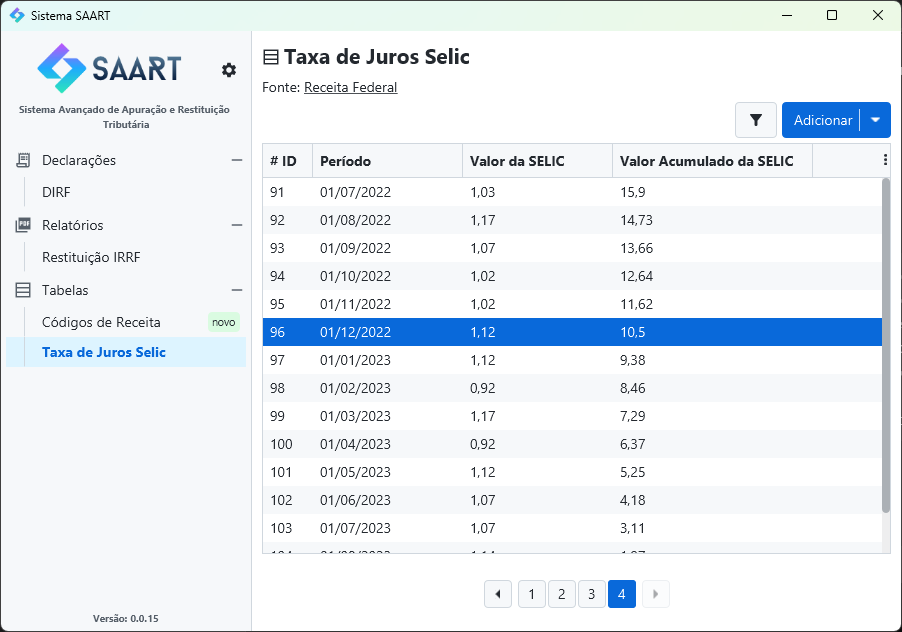 Sistema SAART
SAART
Sistema Avançado de Apuração e Restituição
Tributária
Declarações
DIRF
Relatórios
Restituição IRRF
Tabelas
Códigos de Receita novo
Taxa de Juros Selic
Versão: 0.0.15
Taxa de Juros Selic
Fonte: Receita Federal
Adicionar
# ID Período Valor da SELIC Valor Acumulado da SELIC
91 01/07/2022 1,03 15,9
92 01/08/2022 1,17 14,73
93 01/09/2022 1,07 13,66
94 01/10/2022 1,02 12,64
95 01/11/2022 1,02 11,62
96 01/12/2022 1,12 10,5
97 01/01/2023 1,12 9,38
98 01/02/2023 0,92 8,46
99 01/03/2023 1,17 7,29
100 01/04/2023 0,92 6,37
101 01/05/2023 1,12 5,25
102 01/06/2023 1,07 4,18
103 01/07/2023 1,07 3,11
1 2 3 4